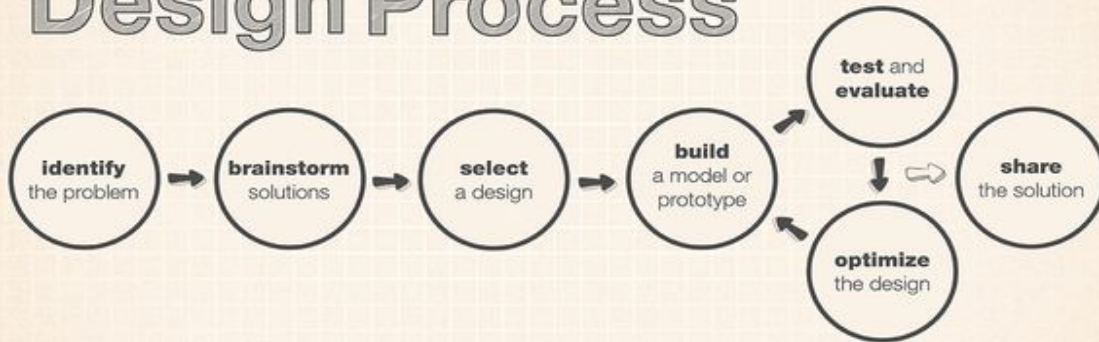 Design Process
identify
the problem
brainstorm
solutions
select
a design
build
a model or
prototype
test and
evaluate
optimize
the design
share
the solution